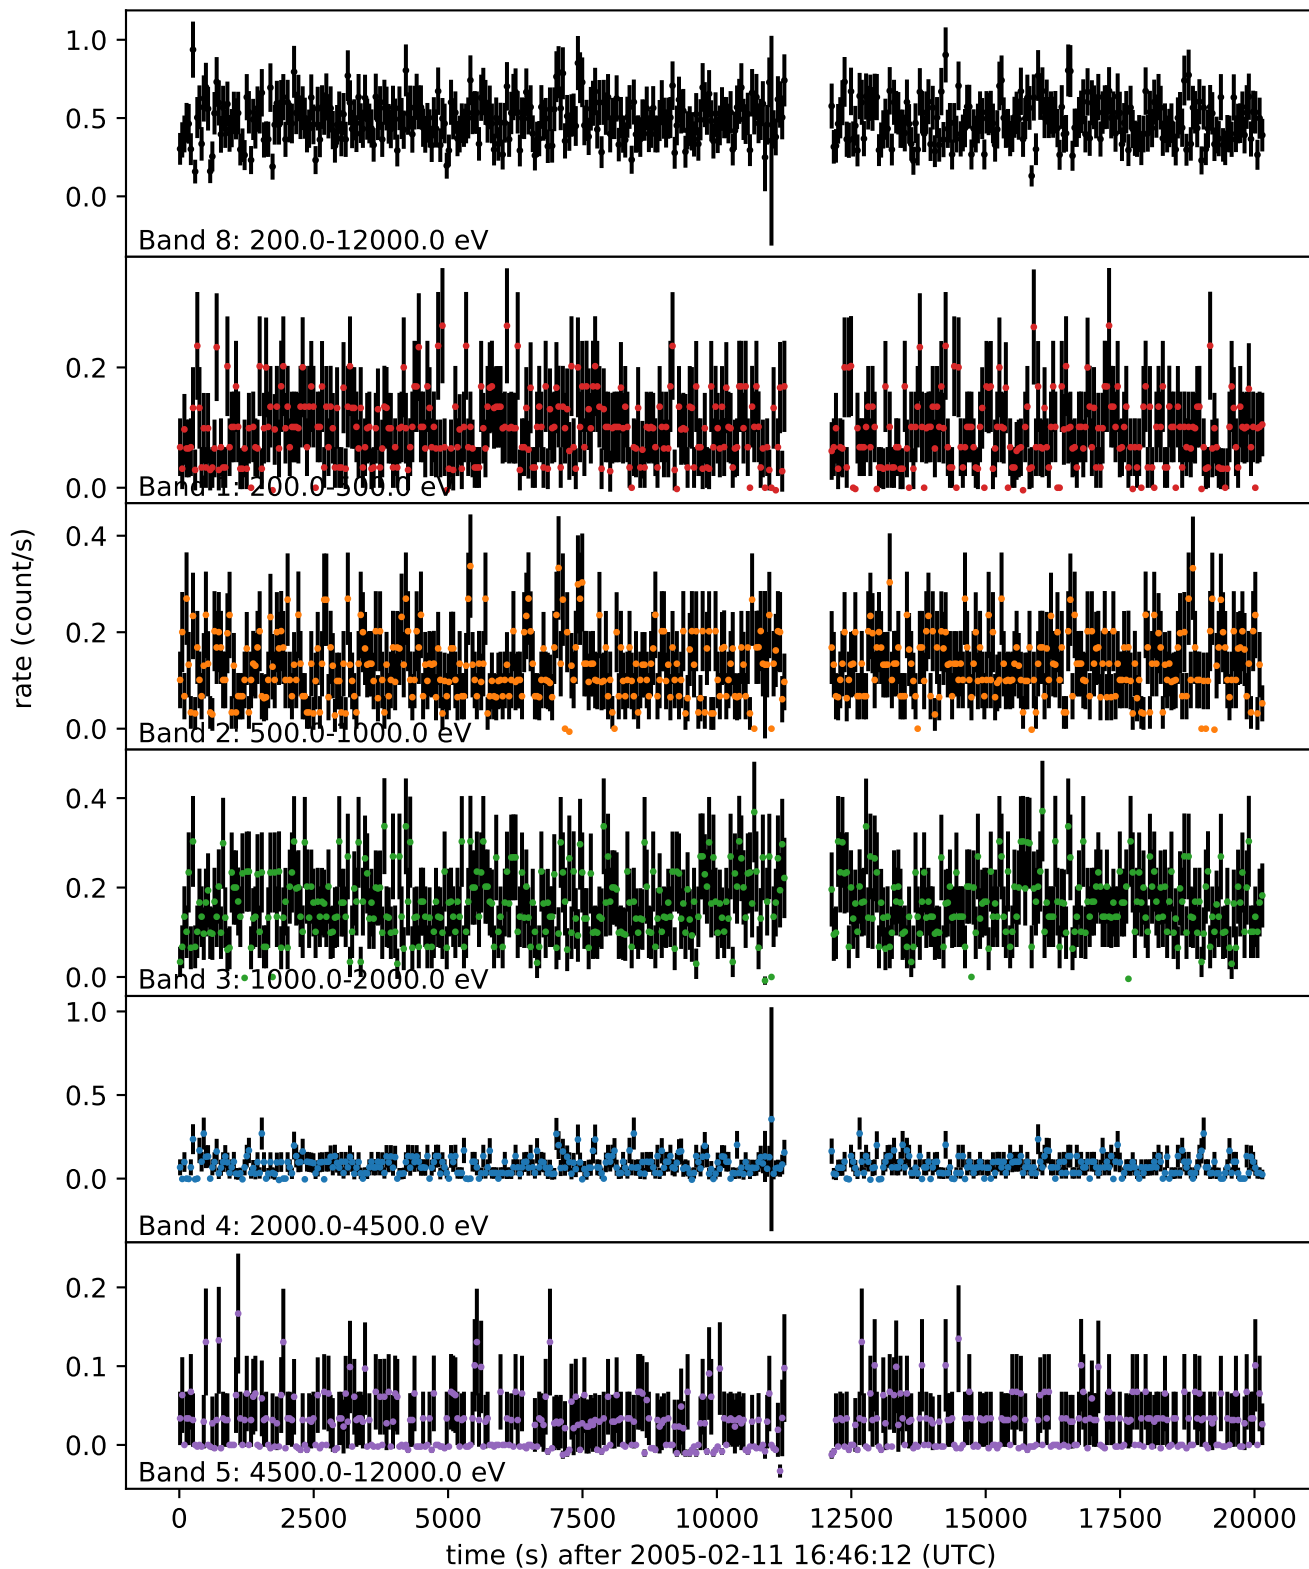 1.0
0.5
0.0
Band 8: 200.0-12000.0 eV
0.2
0.0
Band 1: 200.0-500.0 eV
rate (count/s)
0.4
0.2
0.0
Band 2: 500.0-1000.0 eV
0.4
0.2
0.0
Band 3: 1000.0-2000.0 eV
1.0
0.5
0.0
Band 4: 2000.0-4500.0 eV
0.2
0.1
0.0
Band 5: 4500.0-12000.0 eV
0 2500 5000 7500 10000 12500 15000 17500 20000
time (s) after 2005-02-11 16:46:12 (UTC)